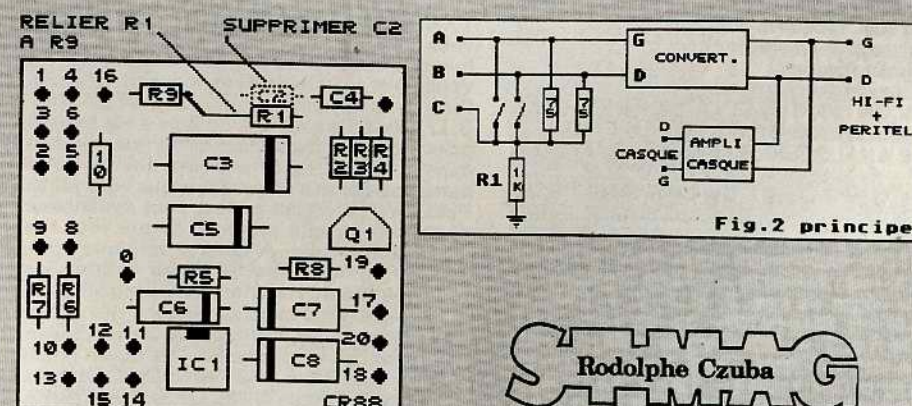 RELIER R1
A R9
SUPPRIMER C2
1 4 16
R9
C2
C4
3 6
R1
2 5
10
C3
R2
R3
R4
9 8
C5
Q1
0
R5
R8
19
R7
R6
C6
C7
17
12 11
10
IC1
C8
20
13
18
15 14
CR88
A
G
CONVERT.
G
B
D
D
C
75
75
HI-FI
+
PERITEL
D
CASQUE
G
AMPLI
CASQUE
R1
1K
Fig.2 principe
Rodolphe Czuba